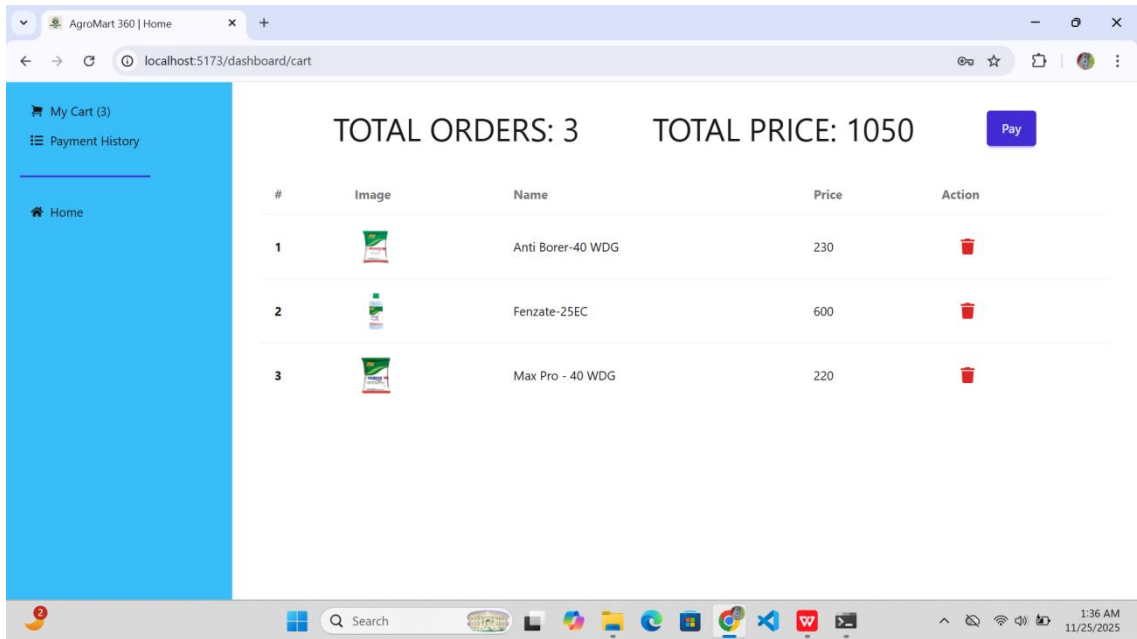 AgroMart 360 | Home
localhost:5173/dashboard/cart
My Cart (3)
Payment History
Home
TOTAL ORDERS: 3 TOTAL PRICE: 1050 Pay
# Image Name Price Action
1 Anti Borer-40 WDG 230
2 Fenzate-25EC 600
3 Max Pro - 40 WDG 220
2
Search
1:36 AM
11/25/2025